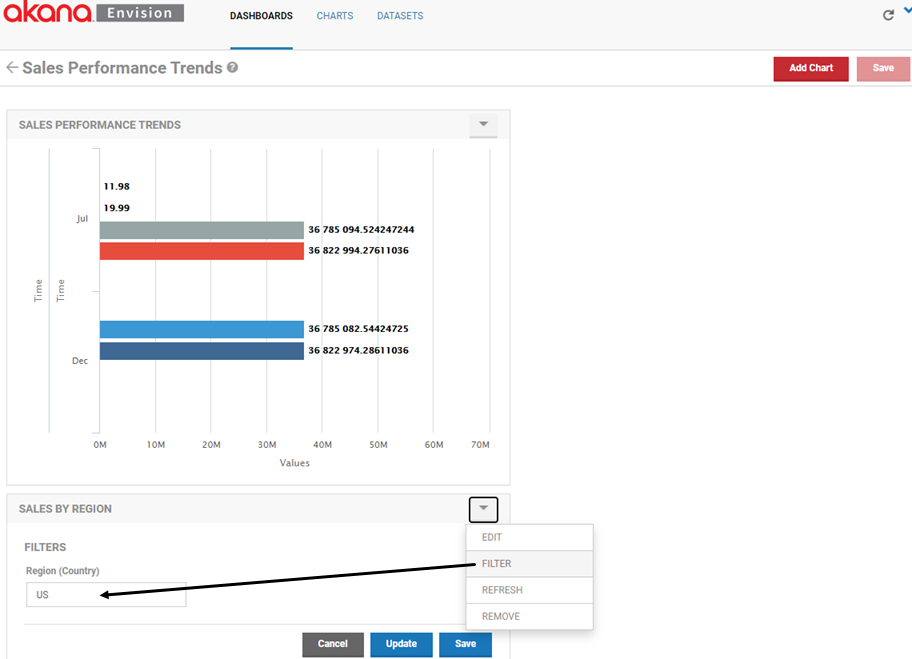 akana Envision DASHBOARDS CHARTS DATASETS
Sales Performance Trends ? Add Chart Save
SALES PERFORMANCE TRENDS
11.98
19.99
Jul
36 785 094.524247244
36 822 994.27611036
Time Time
36 785 082.54424725
36 822 974.28611036
Dec
0M 10M 20M 30M 40M 50M 60M 70M
Values
SALES BY REGION
EDIT
FILTERS
FILTER
Region (Country)
US
REFRESH
REMOVE
Cancel Update Save